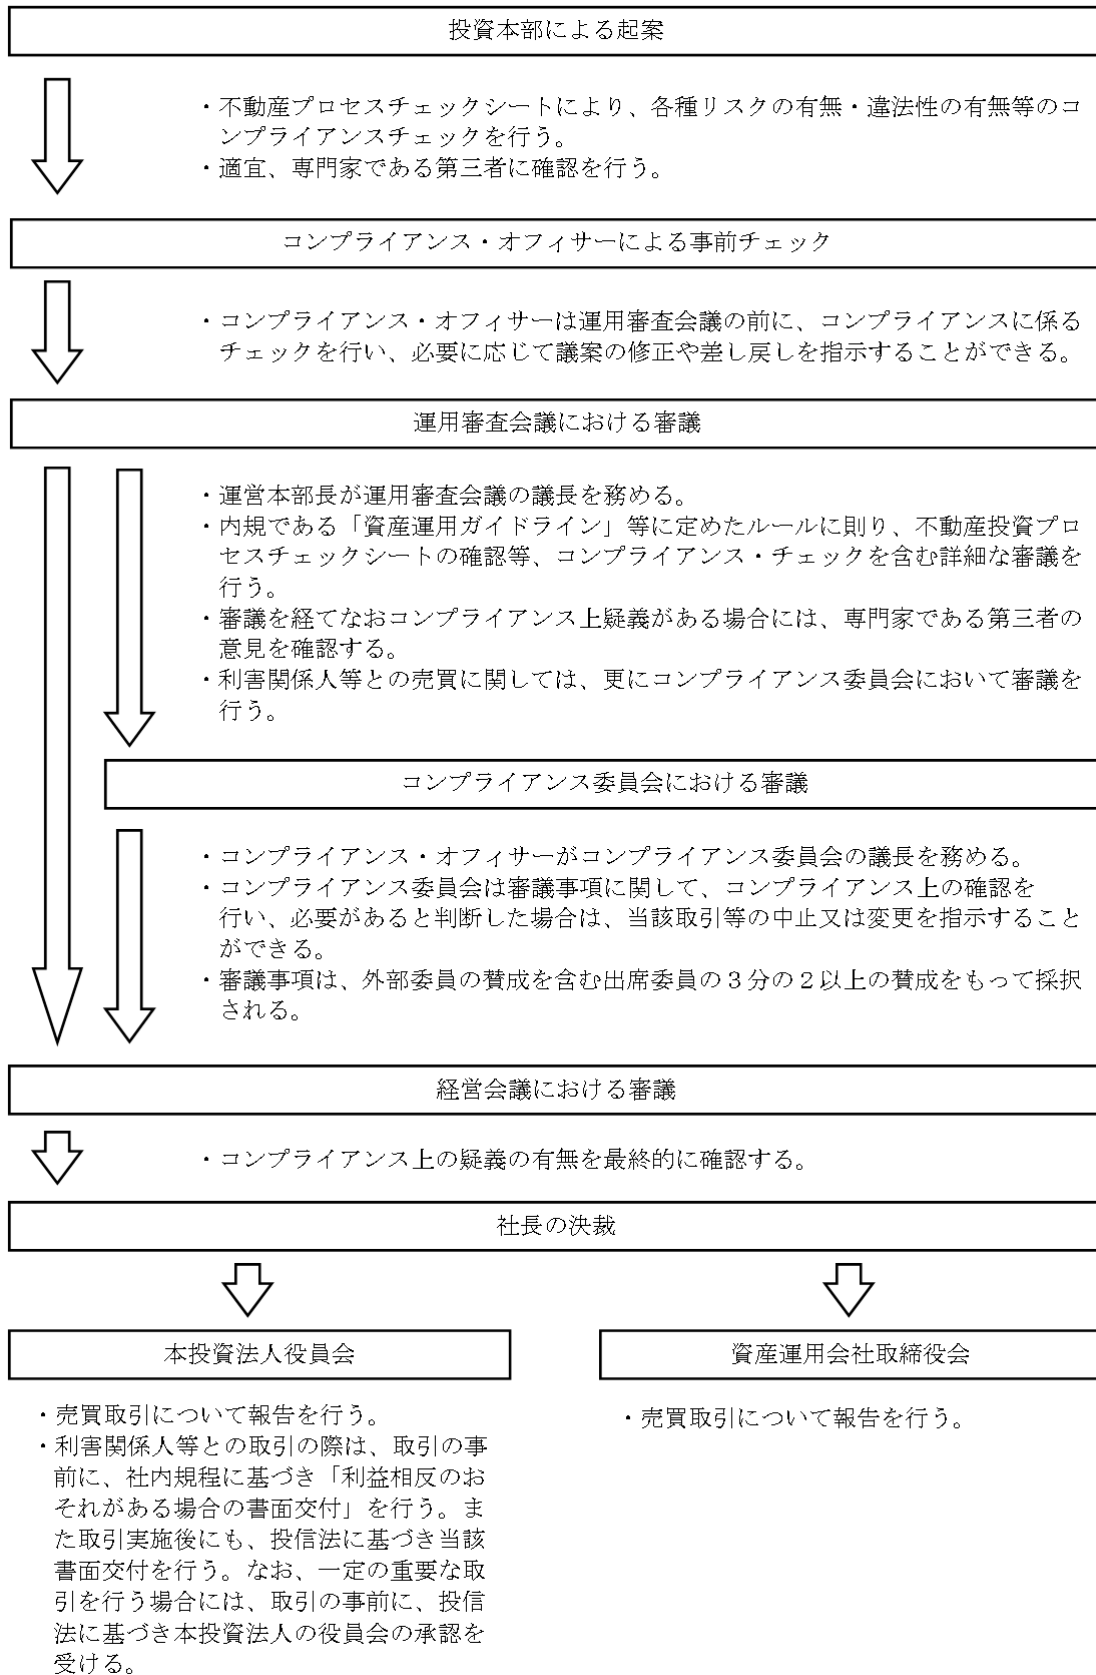 投資本部による起案
・不動産プロセスチェックシートにより、各種リスクの有無・違法性の有無等のコ
ンプライアンスチェックを行う。
・適宜、専門家である第三者に確認を行う。
コンプライアンス・オフィサーによる事前チェック
・コンプライアンス・オフィサーは運用審査会議の前に、コンプライアンスに係る
チェックを行い、必要に応じて議案の修正や差し戻しを指示することができる。
運用審査会議における審議
・運営本部長が運用審査会議の議長を務める。
・内規である「資産運用ガイドライン」等に定めたルールに則り、不動産投資プロ
セスチェックシートの確認等、コンプライアンス・チェックを含む詳細な審議を
行う。
・審議を経てなおコンプライアンス上疑義がある場合には、専門家である第三者の
意見を確認する。
・利害関係人等との売買に関しては、更にコンプライアンス委員会において審議を
行う。
コンプライアンス委員会における審議
・コンプライアンス・オフィサーがコンプライアンス委員会の議長を務める。
・コンプライアンス委員会は審議事項に関して、コンプライアンス上の確認を
行い、必要があると判断した場合は、当該取引等の中止又は変更を指示すること
ができる。
・審議事項は、外部委員の賛成を含む出席委員の3分の2以上の賛成をもって採択
される。
経営会議における審議
・コンプライアンス上の疑義の有無を最終的に確認する。
社長の決裁
本投資法人役員会
・売買取引について報告を行う。
・利害関係人等との取引の際は、取引の事
前に、社内規程に基づき「利益相反のお
それがある場合の書面交付」を行う。ま
た取引実施後にも、投信法に基づき当該
書面交付を行う。なお、一定の重要な取
引を行う場合には、取引の事前に、投信
法に基づき本投資法人の役員会の承認を
受ける。
資産運用会社取締役会
・売買取引について報告を行う。